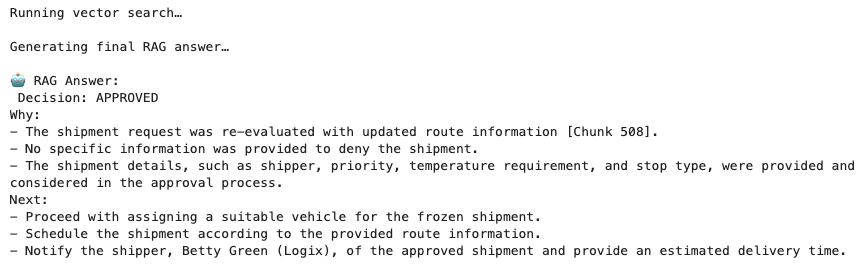 Running vector search…
Generating final RAG answer…
🤖 RAG Answer:
Decision: APPROVED
Why:
- The shipment request was re-evaluated with updated route information [Chunk 508].
- No specific information was provided to deny the shipment.
- The shipment details, such as shipper, priority, temperature requirement, and stop type, were provided and
considered in the approval process.
Next:
- Proceed with assigning a suitable vehicle for the frozen shipment.
- Schedule the shipment according to the provided route information.
- Notify the shipper, Betty Green (Logix), of the approved shipment and provide an estimated delivery time.